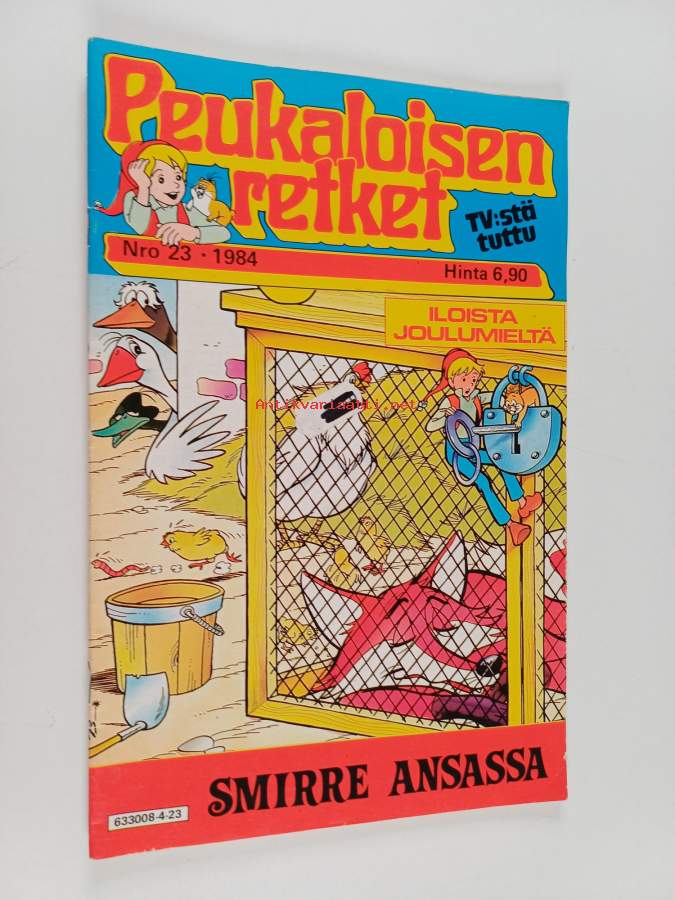 Peukaloisen
retket
TV:stä
tuttu
Nro 23 · 1984
Hinta 6,90
ILOISTA
JOULUMIELTÄ
Antikvariaatti.net
SMIRRE ANSASSA
633008-4-23